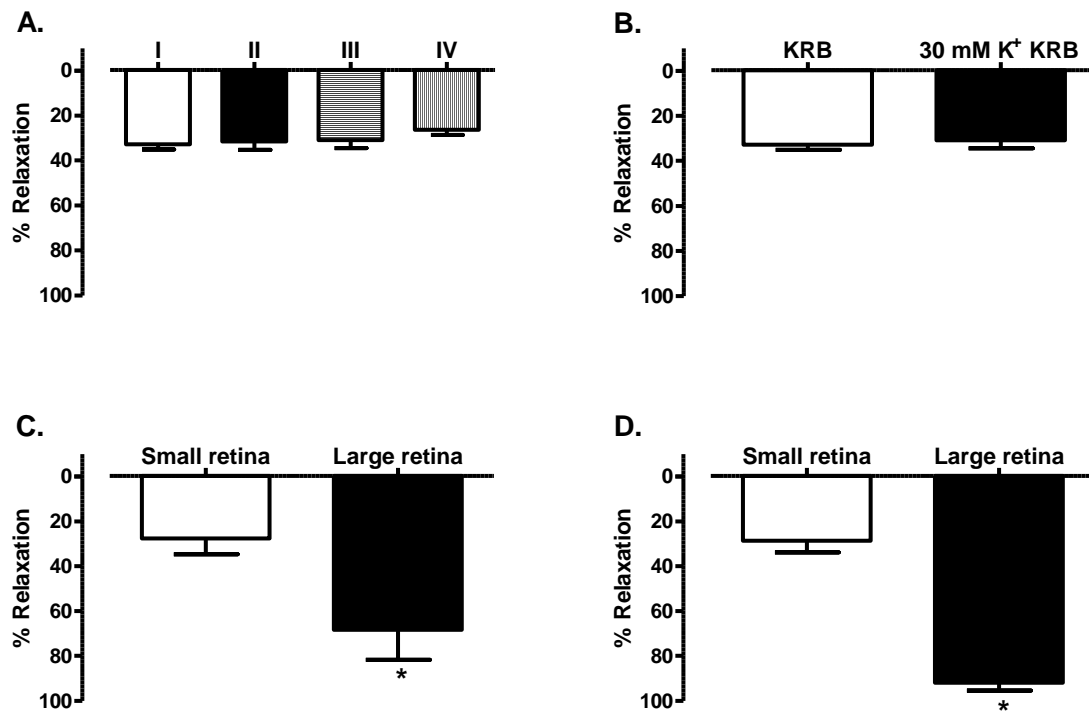 A.
I II III IV
0
20
40
60
80
100
% Relaxation
B.
KRB 30 mM K+ KRB
0
20
40
60
80
100
% Relaxation
C.
Small retina Large retina
0
20
40
60
80
100
% Relaxation
*
D.
Small retina Large retina
0
20
40
60
80
100
% Relaxation
*